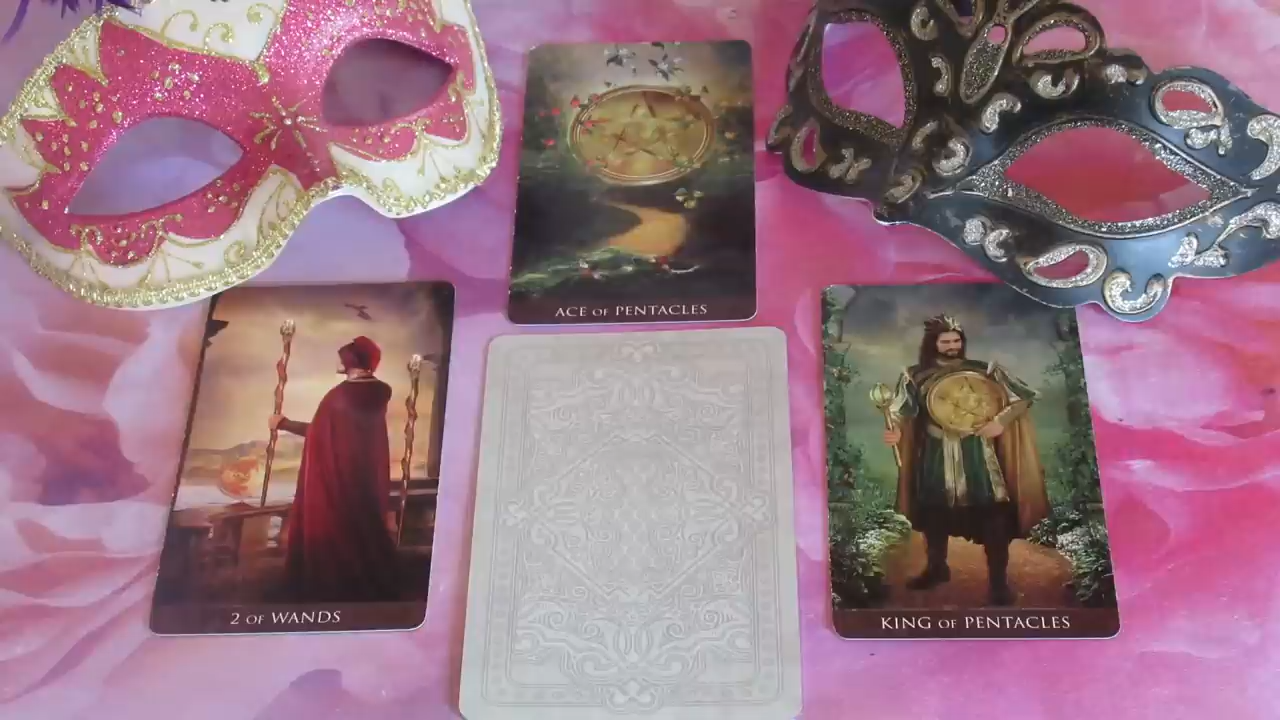 ACE OF PENTACLES
2 OF WANDS
KING OF PENTACLES